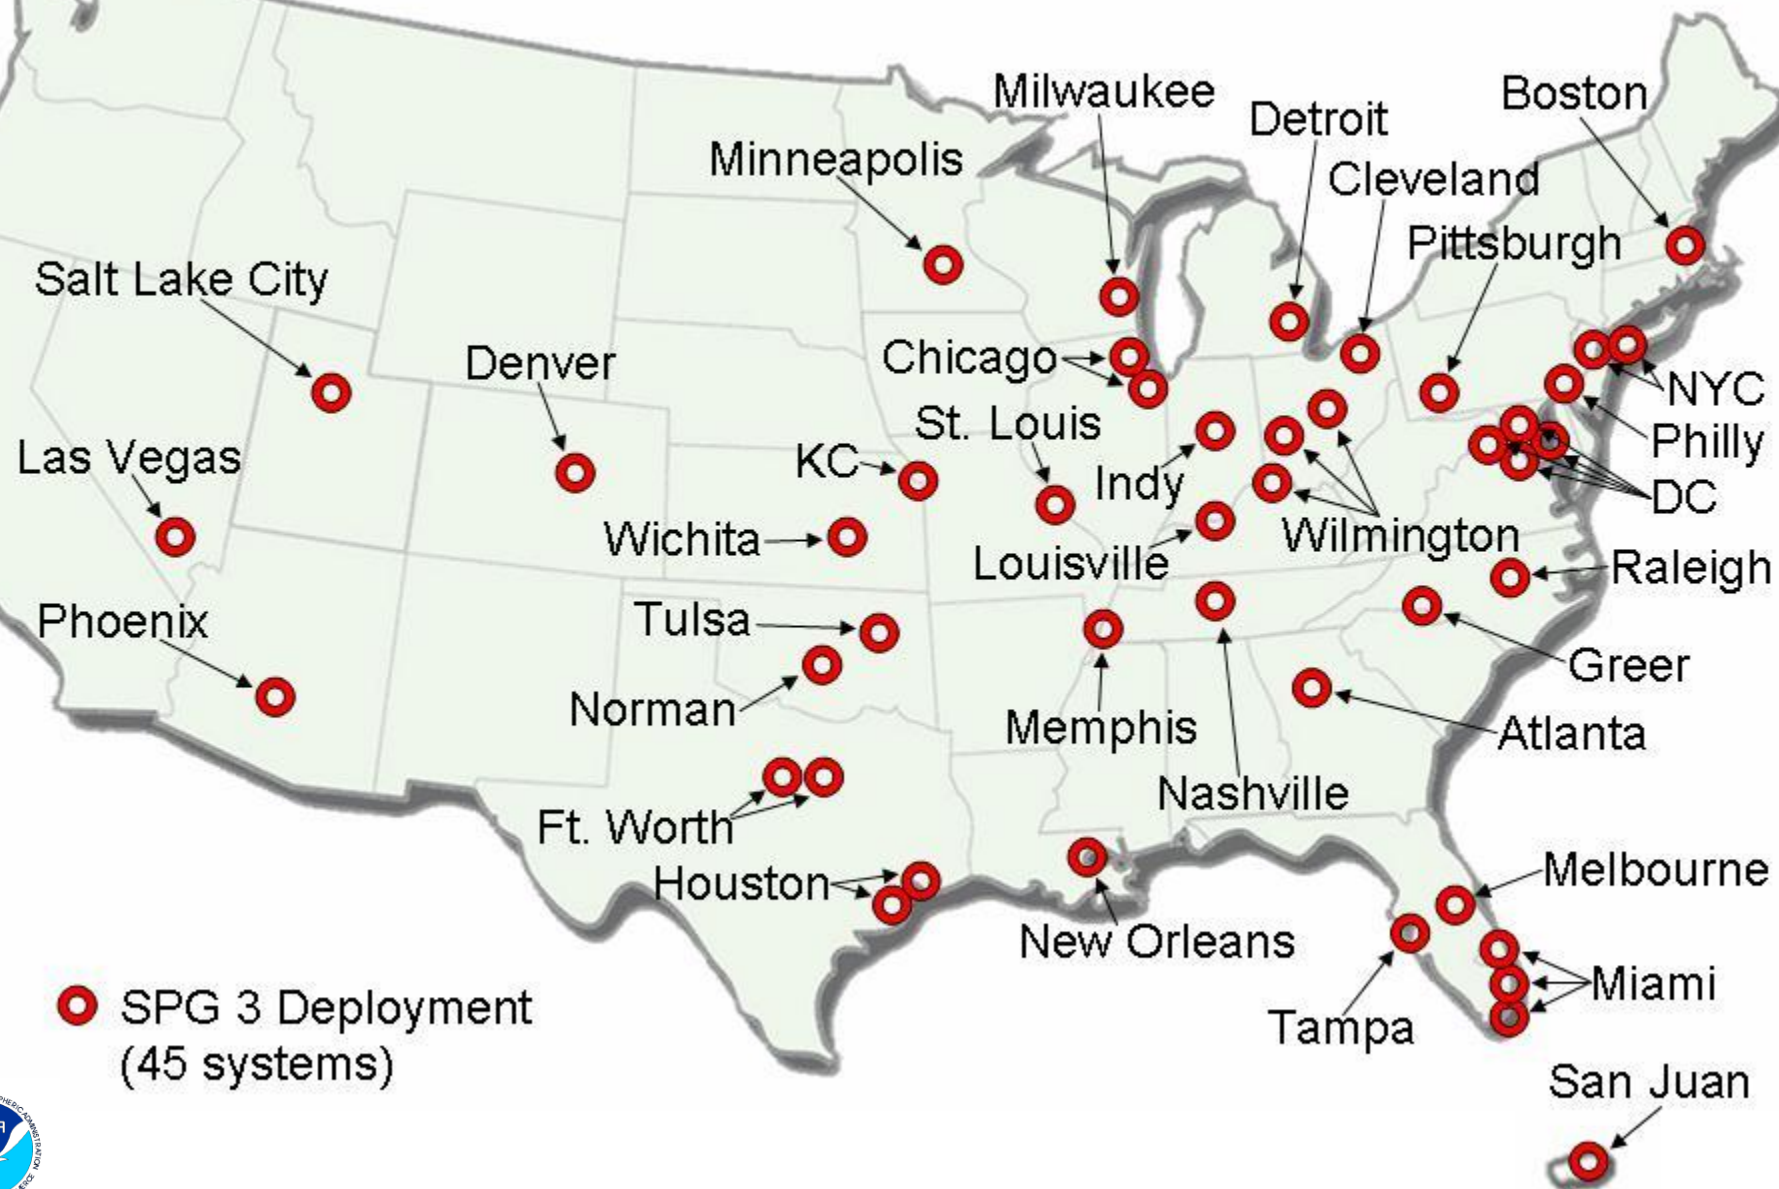 Milwaukee
Boston
Detroit
Minneapolis
Cleveland
Pittsburgh
Salt Lake City
Denver
Chicago
NYC
St. Louis
Philly
Las Vegas
KC
Indy
DC
Wichita
Wilmington
Louisville
Raleigh
Phoenix
Tulsa
Greer
Norman
Memphis
Atlanta
Nashville
Ft. Worth
Houston
Melbourne
New Orleans
Miami
SPG 3 Deployment
(45 systems)
Tampa
San Juan